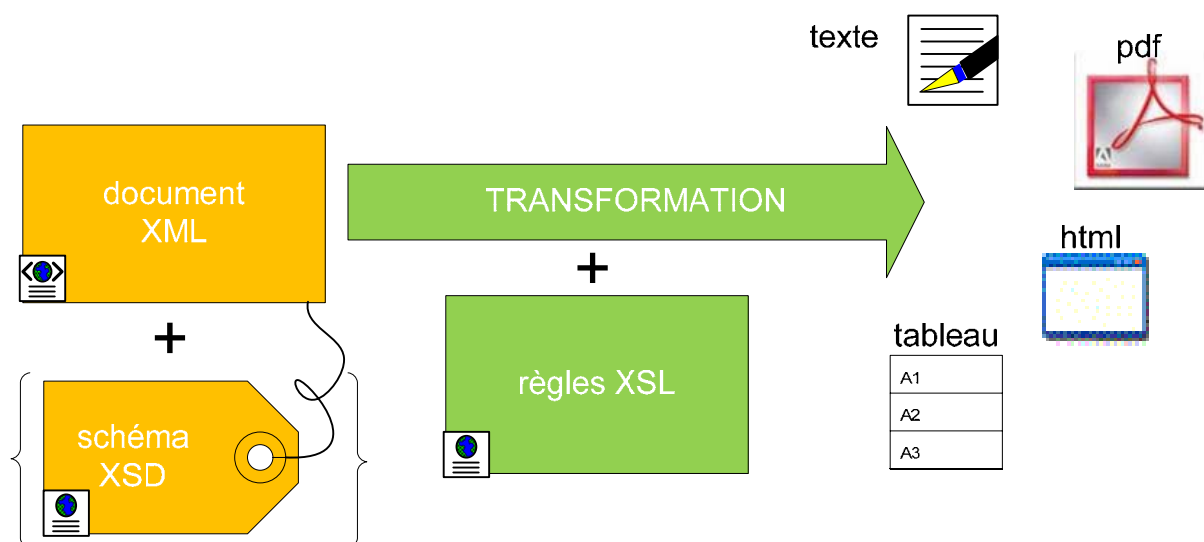 texte
pdf
document
XML
TRANSFORMATION
html
+
+
tableau
règles XSL
A1
A2
A3
schéma
XSD